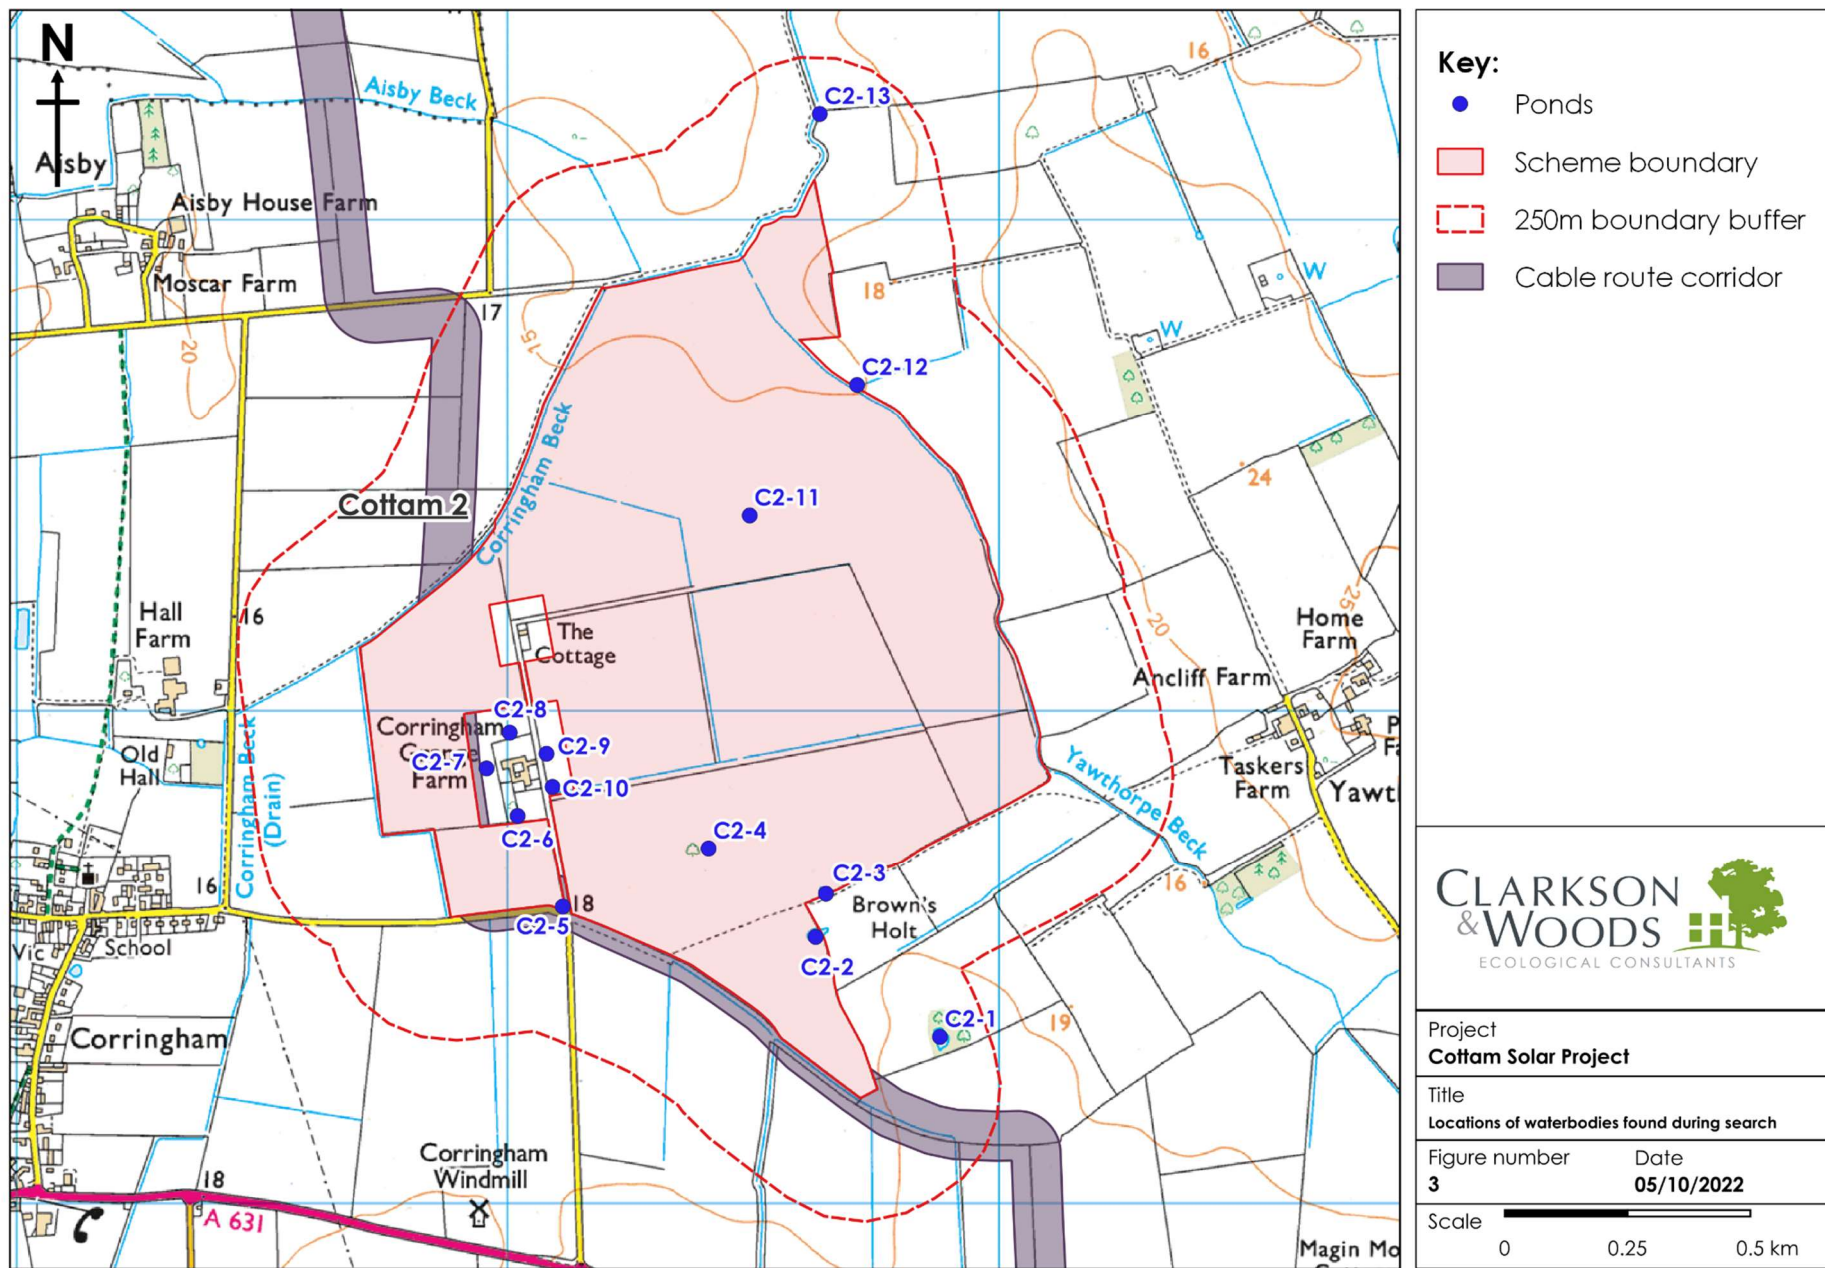 N
Aisby Beck
C2-13
16
Aisby
Aisby House Farm
Moscar Farm
17
18
W
W
20
15
C2-12
24
Corringham Beck
Cottam 2
C2-11
Hall
Farm
16
The
Cottage
20
25
Home
Farm
Ancliff Farm
C2-8
Corringham
C2-9
C2-7
Farm
C2-10
Old
Hall
Corringham Beck
(Drain)
Yawthorpe Beck
Taskers
Farm
C2-6
C2-4
C2-3
16
16
18
Brown's
Holt
C2-5
Vic
School
C2-2
C2-1
19
Corringham
Corringham
Windmill
18
A 631
Key:
Ponds
Scheme boundary
250m boundary buffer
Cable route corridor
CLARKSON
&WOODS
ECOLOGICAL CONSULTANTS
Project
Cottam Solar Project
Title
Locations of waterbodies found during search
Figure number
3
Date
05/10/2022
Scale
0 0.25 0.5 km